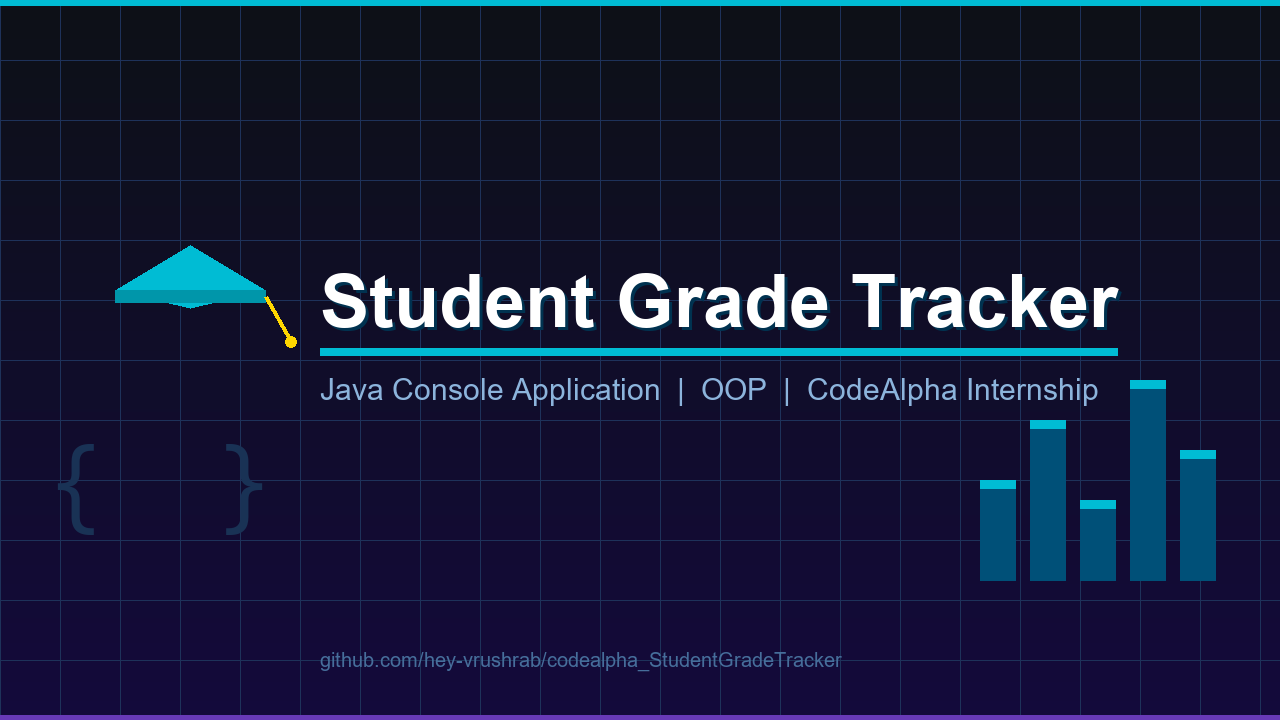 Student Grade Tracker
Java Console Application | OOP | CodeAlpha Internship
{ }
github.com/hey-vrushrab/codealpha_StudentGradeTracker